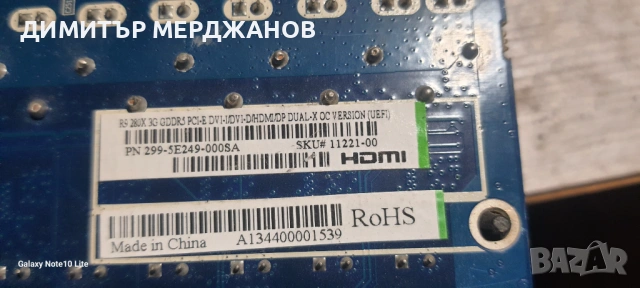 ДИМИТЪР МЕРДЖАНОВ
R9 280X 3G GDDR5 PCI-E DVI-I/DVI-D/HDMI/DP DUAL-X OC VERSION (UEFI)
PN 299-5E249-000SA SKU# 11221-00
HDMI
Made in China A134400001539 RoHS
Galaxy Note10 Lite
BAZAR